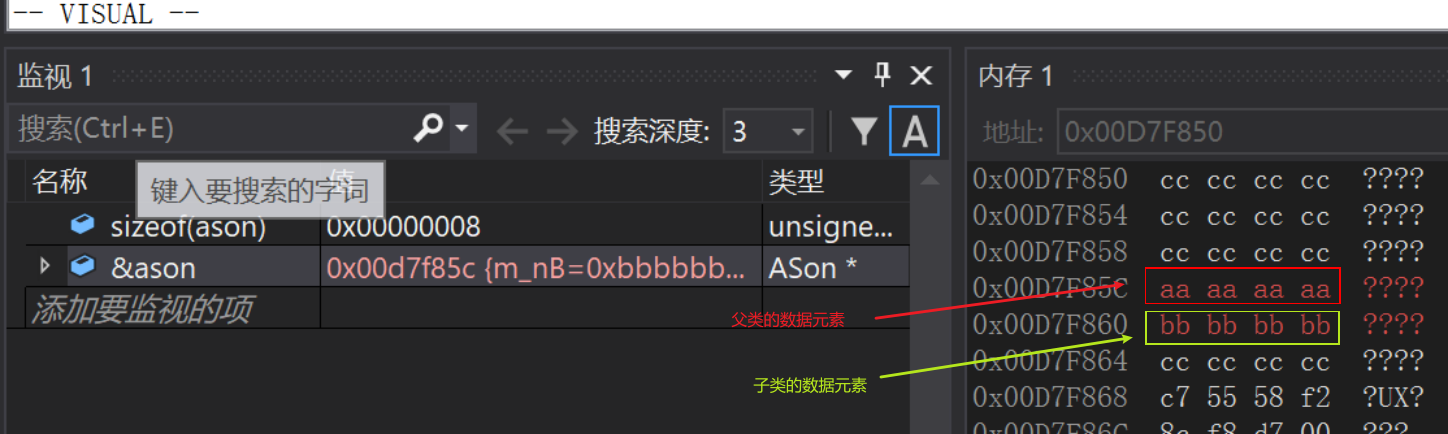 -- VISUAL --
监视 1
搜索(Ctrl+E)
搜索深度: 3
A
名称
值
类型
键入要搜索的字词
sizeof(ason) 0x00000008 unsigne...
&ason 0x00d7f85c {m_nB=0xbbbbbb... ASon *
添加要监视的项
父类的数据元素
子类的数据元素
内存 1
地址: 0x00D7F850
0x00D7F850 cc cc cc cc ????
0x00D7F854 cc cc cc cc ????
0x00D7F858 cc cc cc cc ????
0x00D7F85C aa aa aa aa ????
0x00D7F860 bb bb bb bb ????
0x00D7F864 cc cc cc cc ????
0x00D7F868 c7 55 58 f2 ?UX?
0x00D7F86C 8c f8 d7 00 ???.